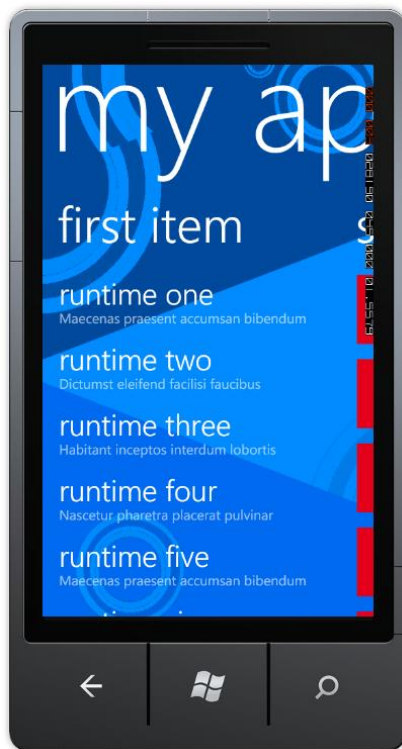 my ap
first item
s
runtime one
Maecenas praesent accumsan bibendum
runtime two
Dictumst eleifend facilisi faucibus
runtime three
Habitant inceptos interdum lobortis
runtime four
Nascetur pharetra placerat pulvinar
runtime five
Maecenas praesent accumsan bibendum